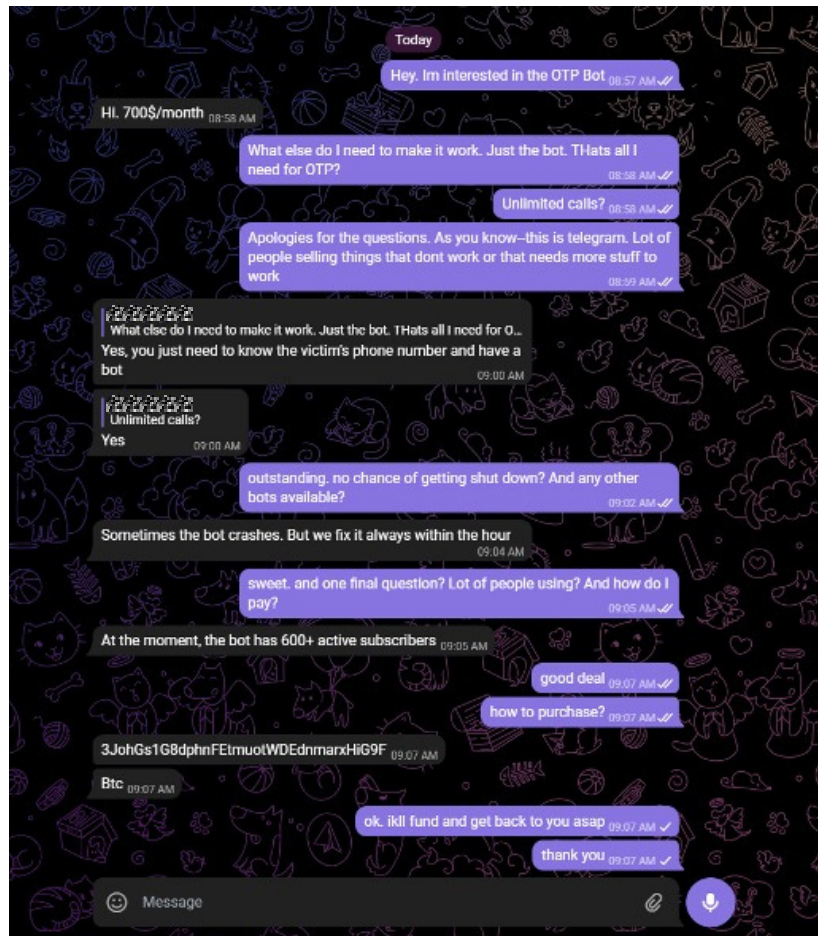 Today
Hey. Im interested in the OTP Bot 08:57 AM
Hi. 700$/month 08:58 AM
What else do I need to make it work. Just the bot. THats all I
need for OTP?
08:58 AM
Unlimited calls? 08:58 AM
Apologies for the questions. As you know--this is telegram. Lot of
people selling things that dont work or that needs more stuff to
work
08:59 AM
What else do I need to make it work. Just the bot. THats all I need for O...
Yes, you just need to know the victim's phone number and have a
bot
09:00 AM
Unlimited calls?
Yes 09:00 AM
outstanding. no chance of getting shut down? And any other
bots available?
09:02 AM
Sometimes the bot crashes. But we fix it always within the hour
09:04 AM
sweet. and one final question? Lot of people using? And how do I
pay?
09:05 AM
At the moment, the bot has 600+ active subscribers 09:05 AM
good deal 09:07 AM
how to purchase? 09:07 AM
3JohGs1G8dphnFEtmuotWDEdnmarxHiG9F 09:07 AM
Btc 09:07 AM
ok. ikll fund and get back to you asap 09:07 AM
thank you 09:07 AM
Message